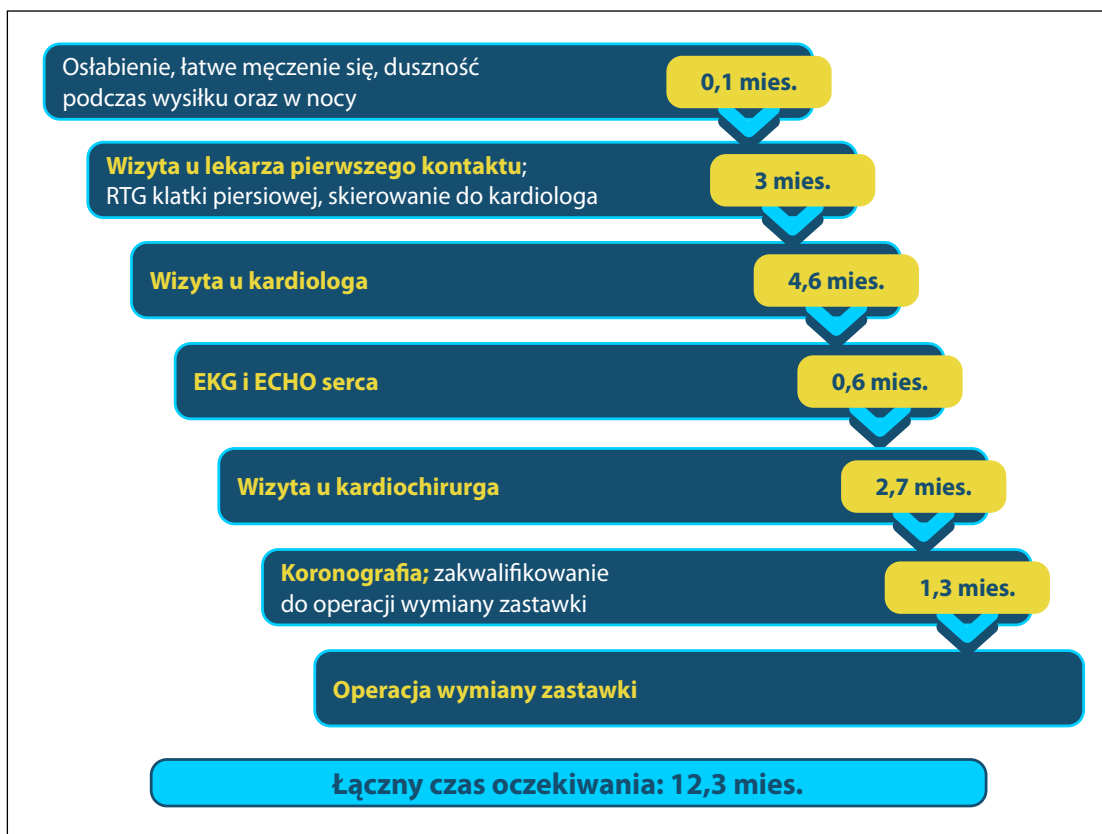 Osłabienie, łatwe męczenie się, duszność
podczas wysiłku oraz w nocy
0,1 mies.
Wizyta u lekarza pierwszego kontaktu;
RTG klatki piersiowej, skierowanie do kardiologa
3 mies.
Wizyta u kardiologa
4,6 mies.
EKG i ECHO serca
0,6 mies.
Wizyta u kardiochirurga
2,7 mies.
Koronografia; zakwalifikowanie
do operacji wymiany zastawki
1,3 mies.
Operacja wymiany zastawki
Łączny czas oczekiwania: 12,3 mies.